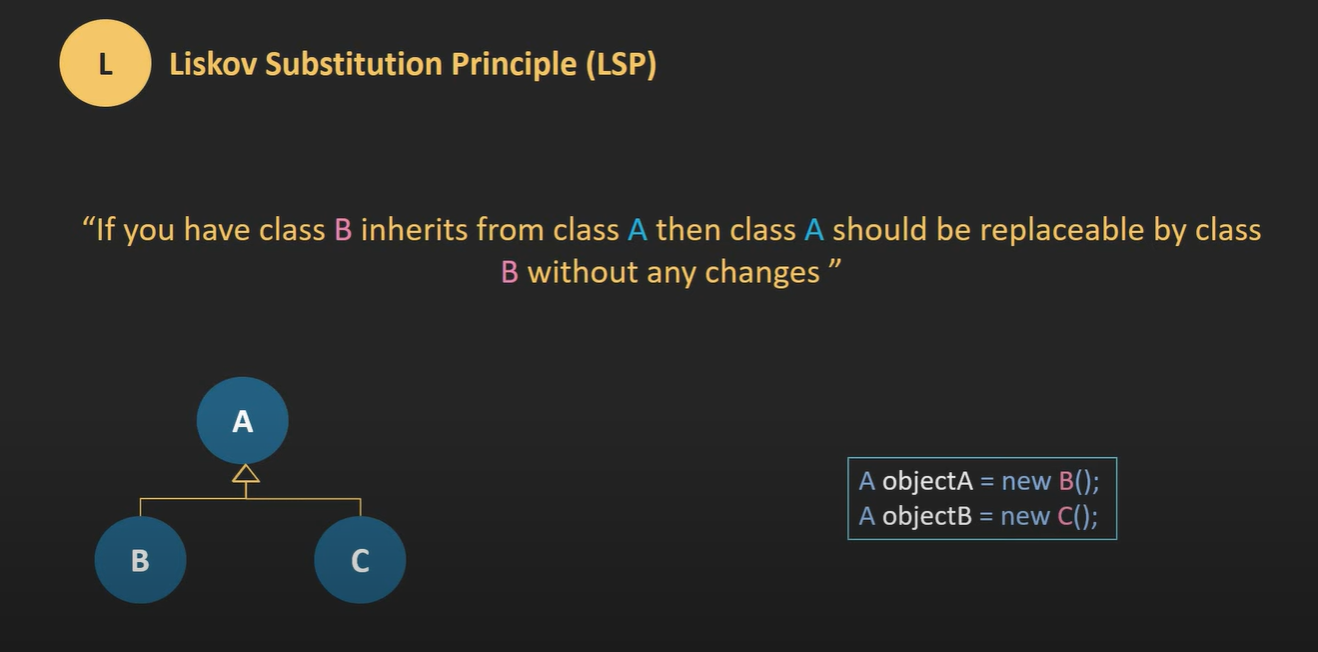 L
Liskov Substitution Principle (LSP)
“If you have class B inherits from class A then class A should be replaceable by class
B without any changes ”
A
B
C
A objectA = new B();
A objectB = new C();